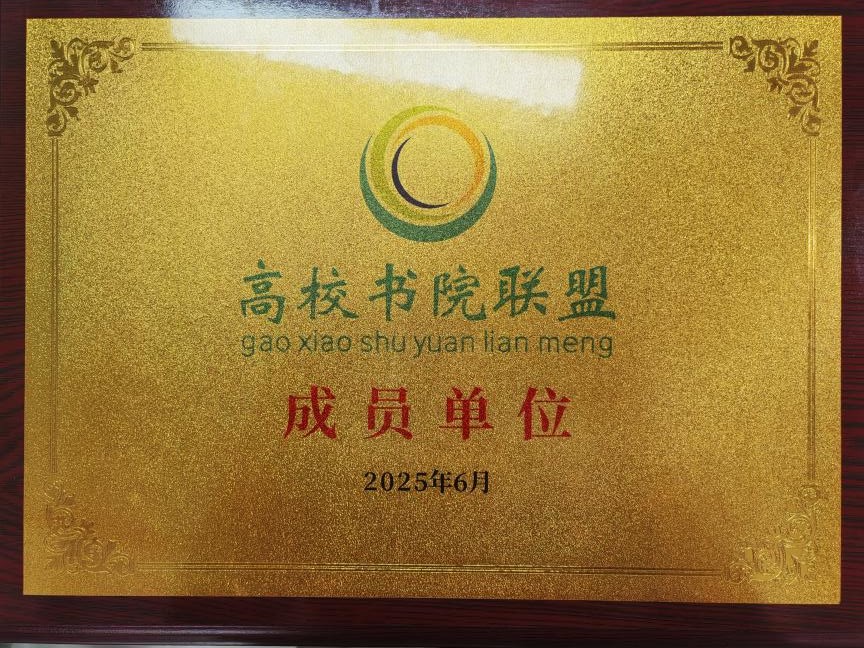 高校书院联盟
gao xiao shu yuan lian meng
成员单位
2025年6月